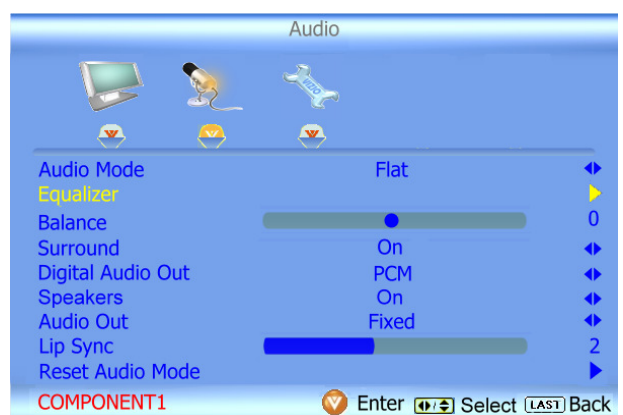 Audio
VIZIO
Audio Mode Flat
Equalizer
Balance 0
Surround On
Digital Audio Out PCM
Speakers On
Audio Out Fixed
Lip Sync 2
Reset Audio Mode
COMPONENT1 V Enter Select LAST Back